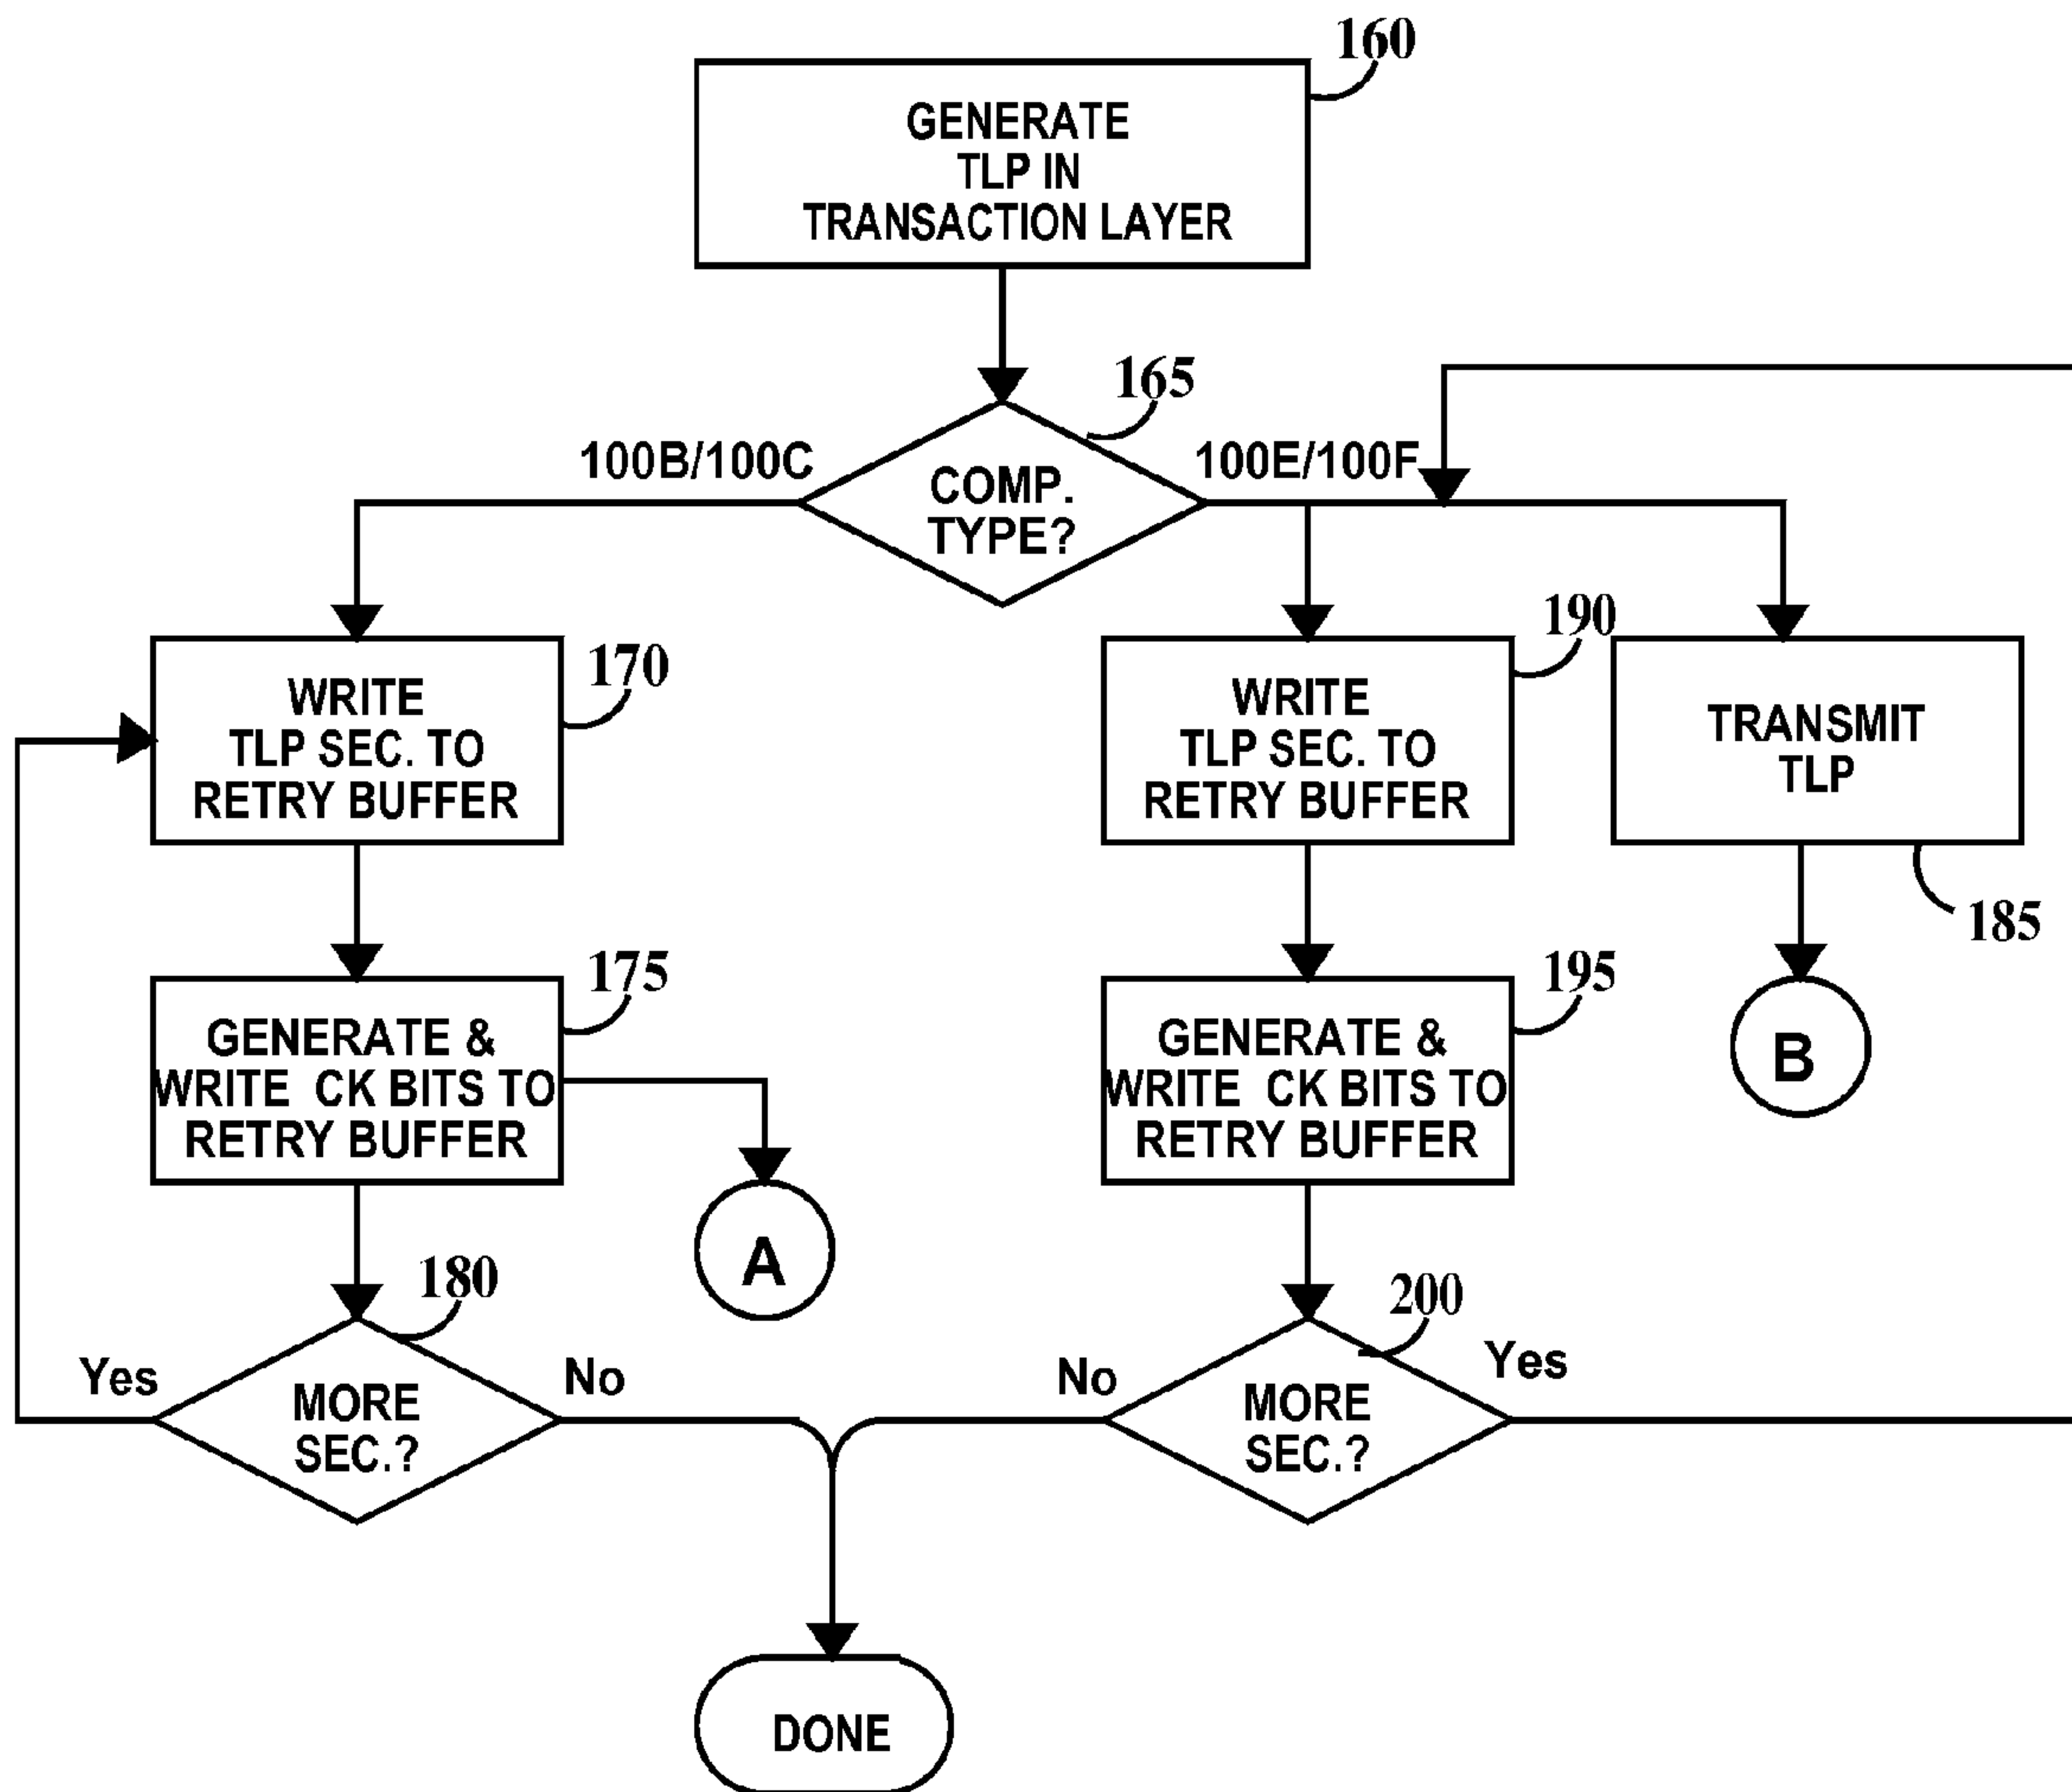 160
GENERATE
TLP IN
TRANSACTION LAYER
165
100B/100C
100E/100F
COMP.
TYPE?
170
WRITE
TLP SEC. TO
RETRY BUFFER
190
WRITE
TLP SEC. TO
RETRY BUFFER
TRANSMIT
TLP
185
175
GENERATE &
WRITE CK BITS TO
RETRY BUFFER
195
GENERATE &
WRITE CK BITS TO
RETRY BUFFER
B
A
180
Yes
No
MORE
SEC.?
200
No
Yes
MORE
SEC.?
DONE